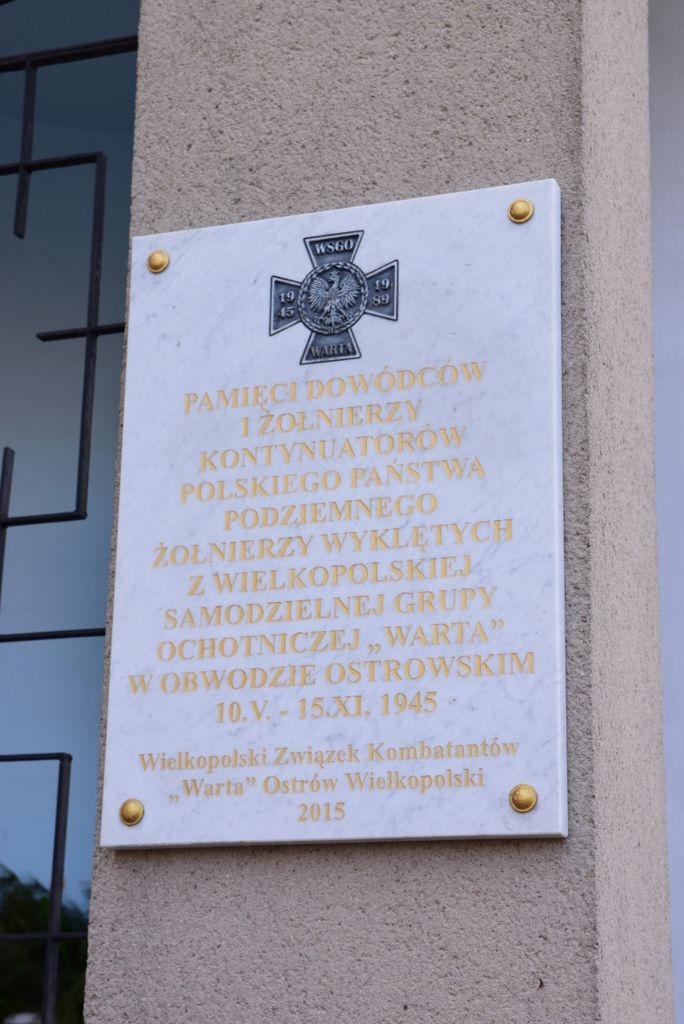 WSGO
19 19
45 89
WARTA
PAMIĘCI DOWÓDCÓW
I ŻOŁNIERZY
KONTYNUATORÓW
POLSKIEGO PAŃSTWA
PODZIEMNEGO
ŻOŁNIERZY WYKLĘTYCH
Z WIELKOPOLSKIEJ
SAMODZIELNEJ GRUPY
OCHOTNICZEJ „WARTA”
W OBWODZIE OSTROWSKIM
10.V. - 15.XI. 1945
Wielkopolski Związek Kombatantów
„Warta” Ostrów Wielkopolski
2015